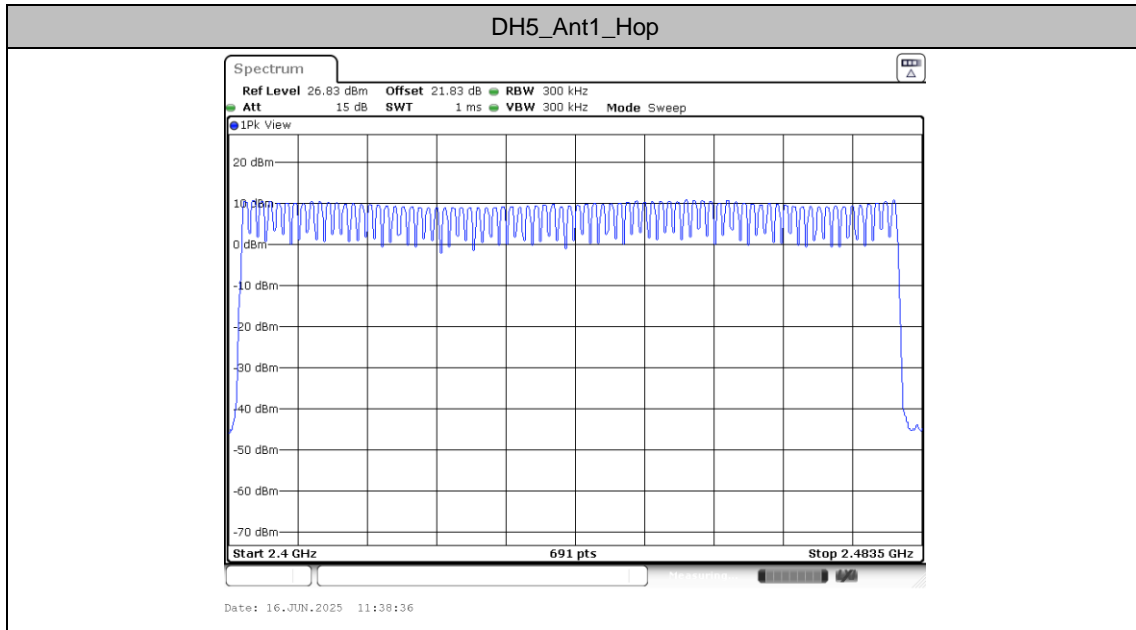 DH5_Ant1_Hop
Spectrum
Ref Level 26.83 dBm Offset 21.83 dB RBW 300 kHz
Att 15 dB SWT 1 ms VBW 300 kHz Mode Sweep
1Pk View
20 dBm
10 dBm
0 dBm
-10 dBm
-20 dBm
-30 dBm
-40 dBm
-50 dBm
-60 dBm
-70 dBm
Start 2.4 GHz 691 pts Stop 2.4835 GHz
Measuring...
Date: 16.JUN.2025 11:38:36